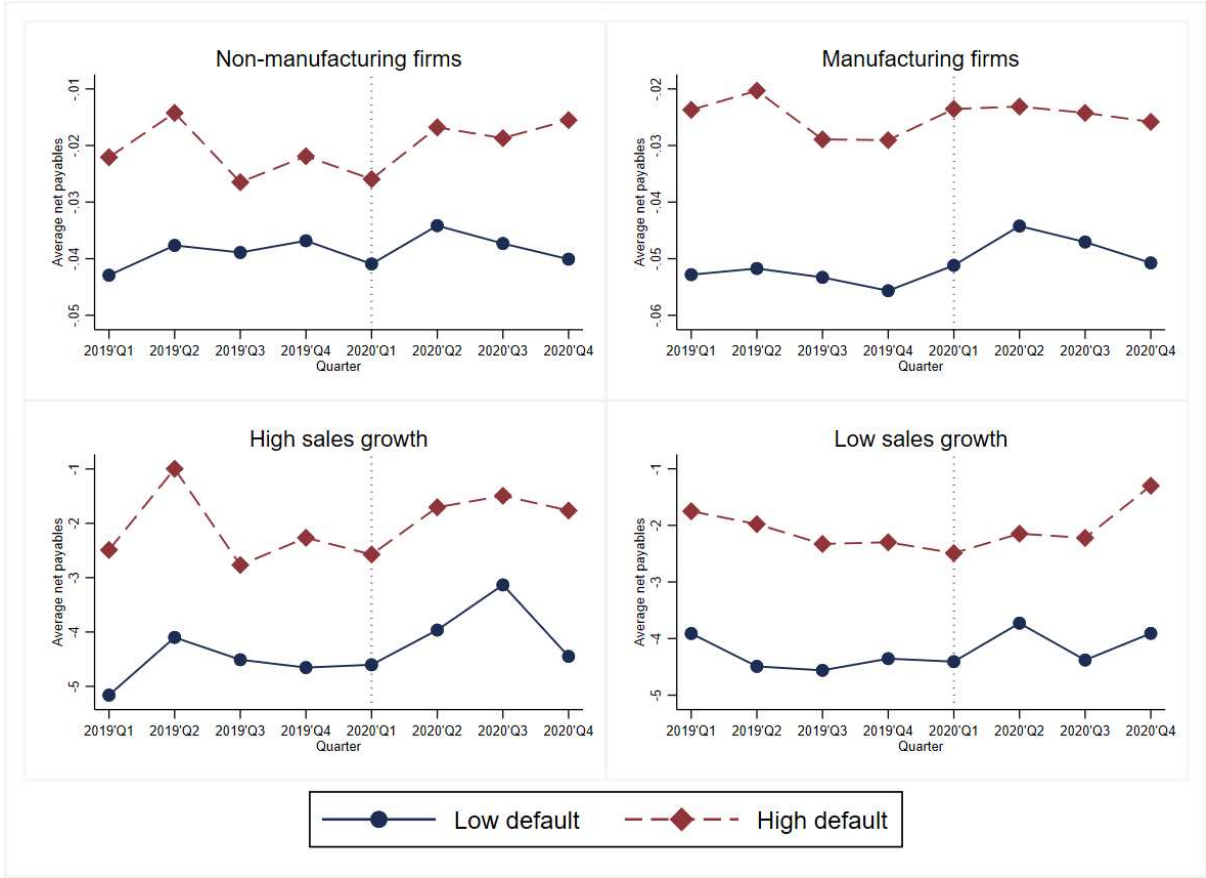 Non-manufacturing firms
Average net payables
-.01
-.02
-.03
-.04
-.05
2019'Q1 2019'Q2 2019'Q3 2019'Q4 2020'Q1 2020'Q2 2020'Q3 2020'Q4
Quarter
Manufacturing firms
Average net payables
-.02
-.03
-.04
-.05
-.06
2019'Q1 2019'Q2 2019'Q3 2019'Q4 2020'Q1 2020'Q2 2020'Q3 2020'Q4
Quarter
High sales growth
Average net payables
-1
-2
-3
-4
-5
2019'Q1 2019'Q2 2019'Q3 2019'Q4 2020'Q1 2020'Q2 2020'Q3 2020'Q4
Quarter
Low sales growth
Average net payables
-1
-2
-3
-4
-5
2019'Q1 2019'Q2 2019'Q3 2019'Q4 2020'Q1 2020'Q2 2020'Q3 2020'Q4
Quarter
Low default High default